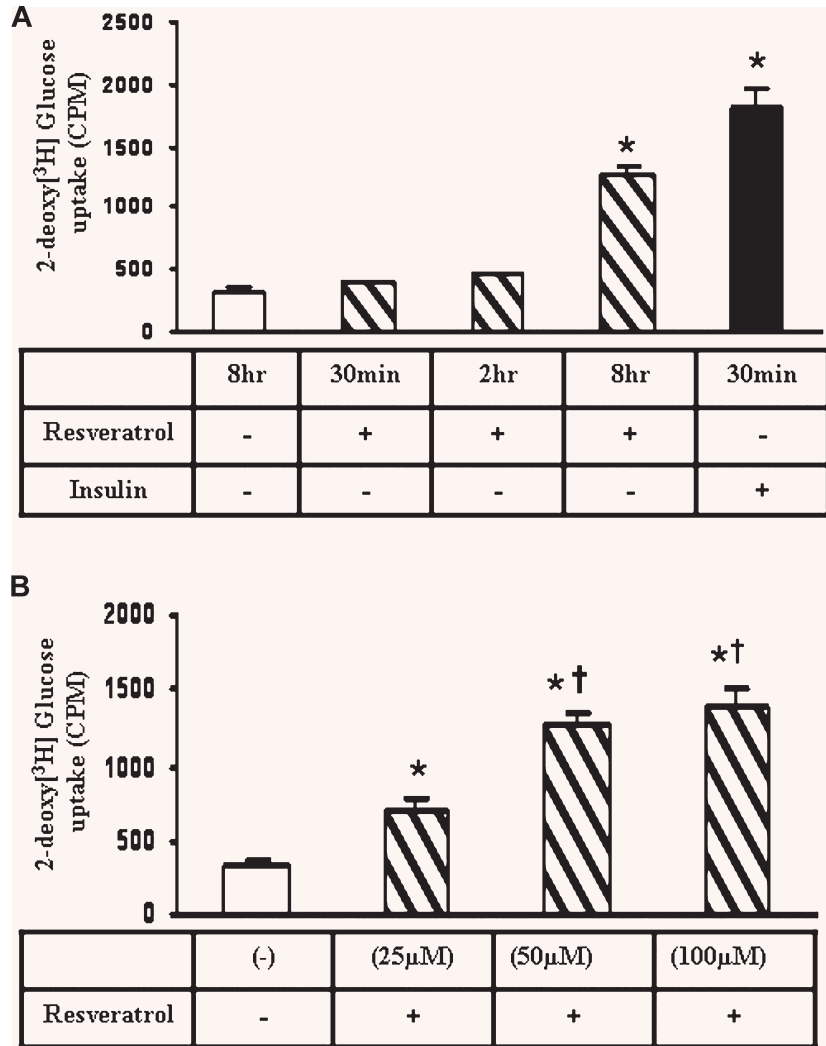 A
2-deoxy[³H] Glucose
uptake (CPM)
2500
2000
1500
1000
500
0
*
*
8hr 30min 2hr 8hr 30min
Resveratrol - + + + -
Insulin - - - - +
B
2-deoxy[³H] Glucose
uptake (CPM)
2000
1500
1000
500
0
*
*†
*†
(-) (25µM) (50µM) (100µM)
Resveratrol - + + +